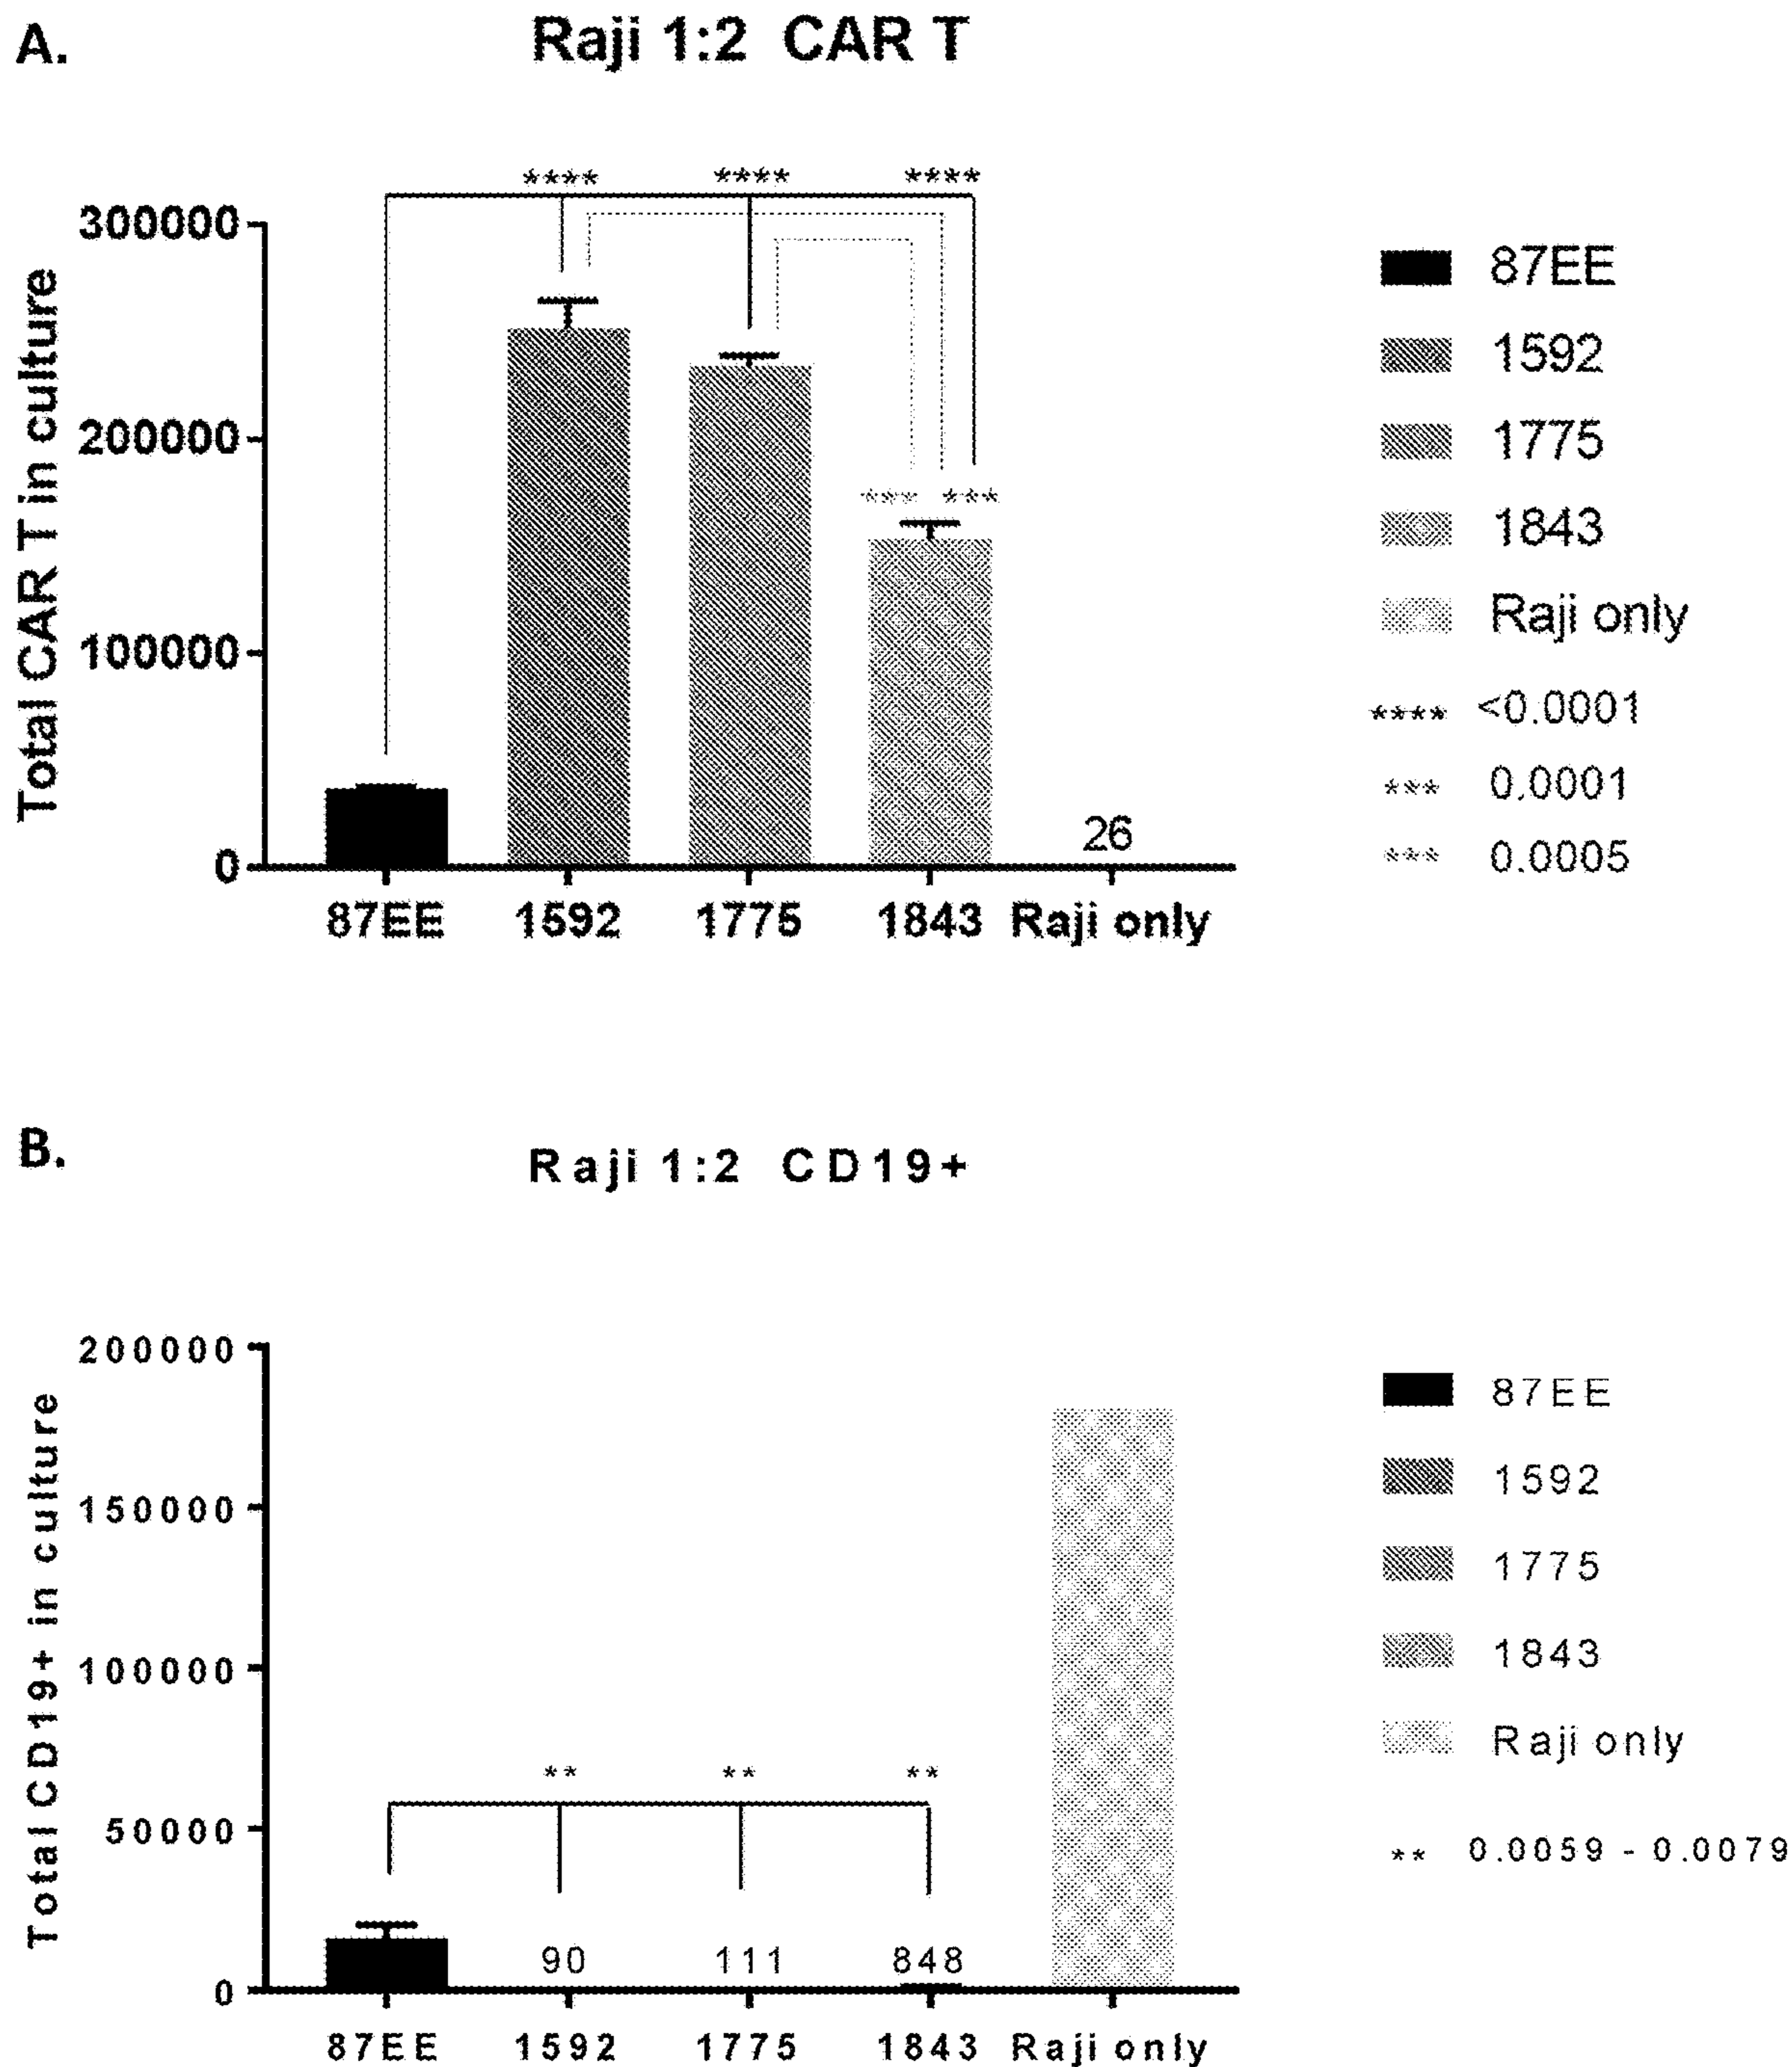 A.
Raji 1:2 CAR T
**** **** ****
300000
200000
100000
0
Total CAR T in culture
*** ***
26
87EE 1592 1775 1843 Raji only
87EE
1592
1775
1843
Raji only
**** <0.0001
*** 0.0001
*** 0.0005
B.
Raji 1:2 CD19+
200000
150000
100000
50000
0
Total CD19+ in culture
** ** **
90 111 848
87EE 1592 1775 1843 Raji only
87EE
1592
1775
1843
Raji only
** 0.0059 - 0.0079